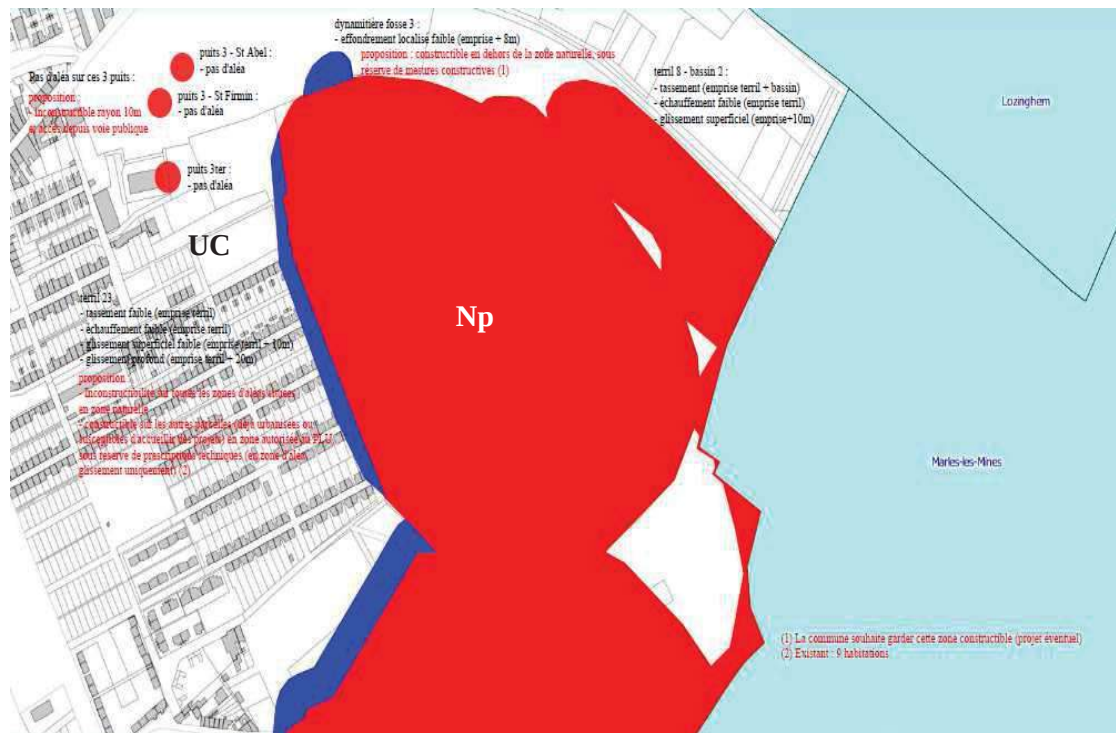 dynamitière fosse 3 :
- effondrement localisé faible (emprise + 8m)
proposition : constructible en dehors de la zone naturelle, sous
réserve de mesures constructives (1)
puits 3 - St Abel :
- pas d'aléa
Pas d'aléa sur ces 3 puits :
proposition :
- Inconstructible rayon 10m
et accès depuis voie publique
puits 3 - St Firmin :
- pas d'aléa
puits 3ter :
- pas d'aléa
terril 8 - bassin 2 :
- tassement (emprise terril + bassin)
- échauffement faible (emprise terril)
- glissement superficiel (emprise+10m)
Lozinghem
UC
Np
terril 23
- tassement faible (emprise terril)
- échauffement faible (emprise terril)
- glissement superficiel faible (emprise terril + 10m)
- glissement profond (emprise terril + 20m)
proposition
- Inconstructibilité sur toutes les zones d'aléas situées
en zone naturelle
- constructible sur les autres parcelles (déjà urbanisées ou
susceptibles d'accueillir des projets) en zone autorisée au PLU,
sous réserve de prescriptions techniques (en zone d'aléa
glissement uniquement) (2)
Marles-les-Mines
(1) La commune souhaite garder cette zone constructible (projet éventuel)
(2) Existant : 9 habitations